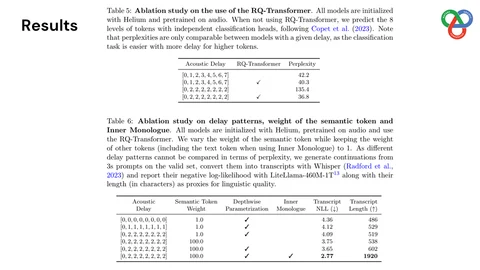 Results
Table 5: Ablation study on the use of the RQ-Transformer. All models are initialized
with Helium and pretrained on audio. When not using RQ-Transformer, we predict the 8
levels of tokens with independent classification heads, following Copet et al. (2023). Note
that perplexities are only comparable between models with a given delay, as the classification
task is easier with more delay for higher tokens.
Acoustic Delay RQ-Transformer Perplexity
[0, 1, 2, 3, 4, 5, 6, 7] 42.2
[0, 1, 2, 3, 4, 5, 6, 7] ✓ 40.3
[0, 2, 2, 2, 2, 2, 2, 2] 135.4
[0, 2, 2, 2, 2, 2, 2, 2] ✓ 36.8
Table 6: Ablation study on delay patterns, weight of the semantic token and
Inner Monologue. All models are initialized with Helium, pretrained on audio and use
the RQ-Transformer. We vary the weight of the semantic token while keeping the weight
of other tokens (including the text token when using Inner Monologue) to 1. As different
delay patterns cannot be compared in terms of perplexity, we generate continuations from
3s prompts on the valid set, convert them into transcripts with Whisper (Radford et al.,
2023) and report their negative log-likelihood with LiteLlama-460M-1T¹³ along with their
length (in characters) as proxies for linguistic quality.
Acoustic Semantic Token Depthwise Inner Transcript Transcript
Delay Weight Parametrization Monologue NLL (↓) Length (↑)
[0, 0, 0, 0, 0, 0, 0, 0] 1.0 ✓ 4.36 486
[0, 1, 1, 1, 1, 1, 1, 1] 1.0 ✓ 4.12 529
[0, 2, 2, 2, 2, 2, 2, 2] 1.0 ✓ 4.09 519
[0, 2, 2, 2, 2, 2, 2, 2] 100.0 3.75 538
[0, 2, 2, 2, 2, 2, 2, 2] 100.0 ✓ 3.65 602
[0, 2, 2, 2, 2, 2, 2, 2] 100.0 ✓ ✓ 2.77 1920